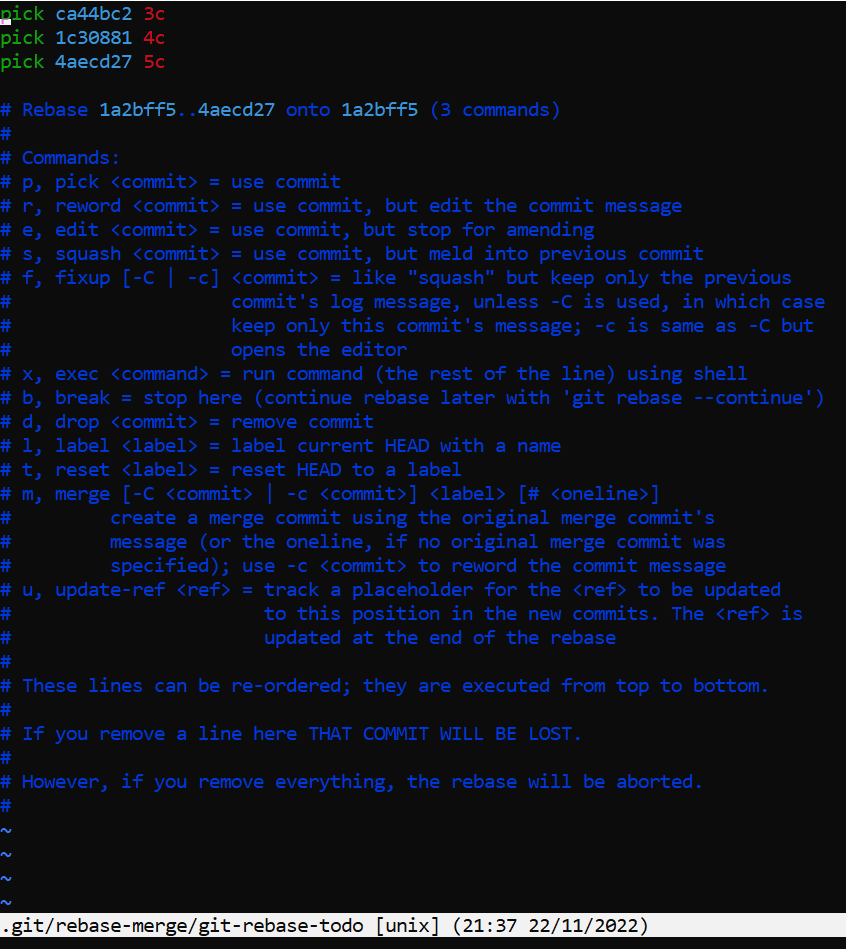 pick ca44bc2 3c
pick 1c30881 4c
pick 4aecd27 5c
# Rebase 1a2bff5..4aecd27 onto 1a2bff5 (3 commands)
#
# Commands:
# p, pick <commit> = use commit
# r, reword <commit> = use commit, but edit the commit message
# e, edit <commit> = use commit, but stop for amending
# s, squash <commit> = use commit, but meld into previous commit
# f, fixup [-C | -c] <commit> = like "squash" but keep only the previous
#                    commit's log message, unless -C is used, in which case
#                    keep only this commit's message; -c is same as -C but
#                    opens the editor
# x, exec <command> = run command (the rest of the line) using shell
# b, break = stop here (continue rebase later with 'git rebase --continue')
# d, drop <commit> = remove commit
# l, label <label> = label current HEAD with a name
# t, reset <label> = reset HEAD to a label
# m, merge [-C <commit> | -c <commit>] <label> [# <oneline>]
#         create a merge commit using the original merge commit's
#         message (or the oneline, if no original merge commit was
#         specified); use -c <commit> to reword the commit message
# u, update-ref <ref> = track a placeholder for the <ref> to be updated
#                       to this position in the new commits. The <ref> is
#                       updated at the end of the rebase
#
# These lines can be re-ordered; they are executed from top to bottom.
#
# If you remove a line here THAT COMMIT WILL BE LOST.
#
# However, if you remove everything, the rebase will be aborted.
#
~
~
~
~
.git/rebase-merge/git-rebase-todo [unix] (21:37 22/11/2022)